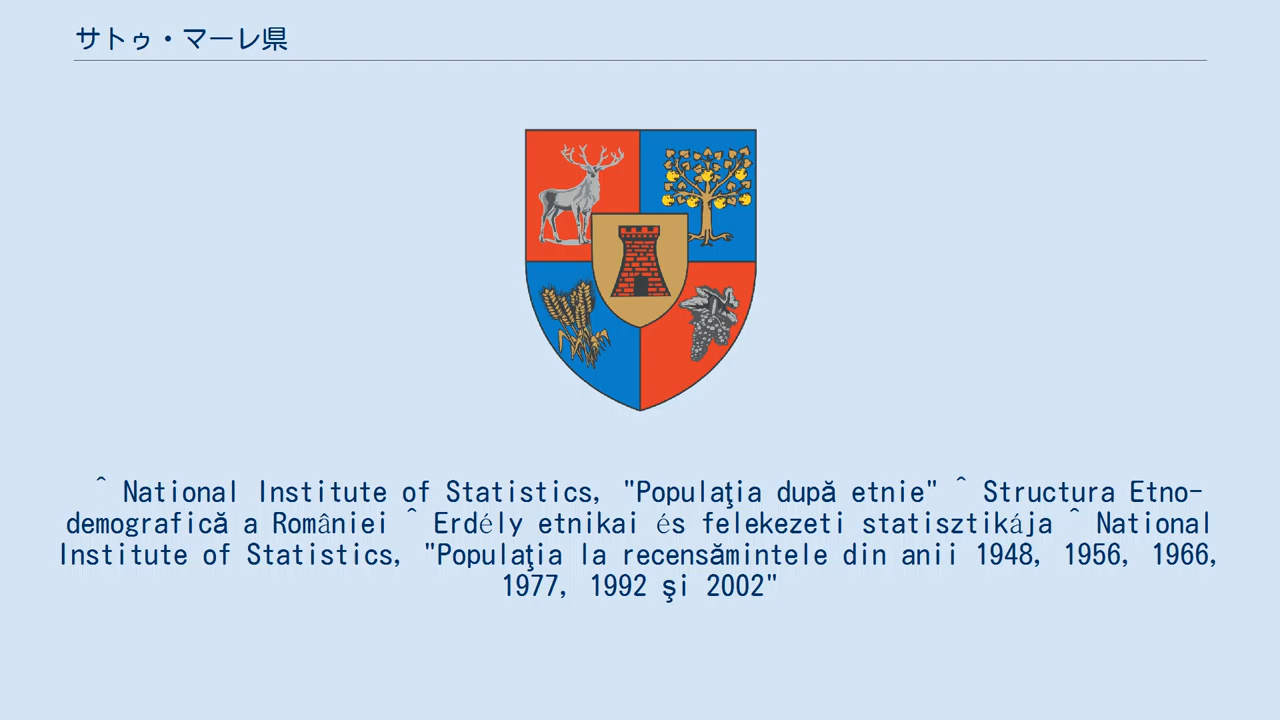 サトゥ・マーレ県
^ National Institute of Statistics, "Populaţia după etnie" ^ Structura Etno-
demografică a României ^ Erdély etnikai és felekezeti statisztikája ^ National
Institute of Statistics, "Populaţia la recensămintele din anii 1948, 1956, 1966,
1977, 1992 şi 2002"